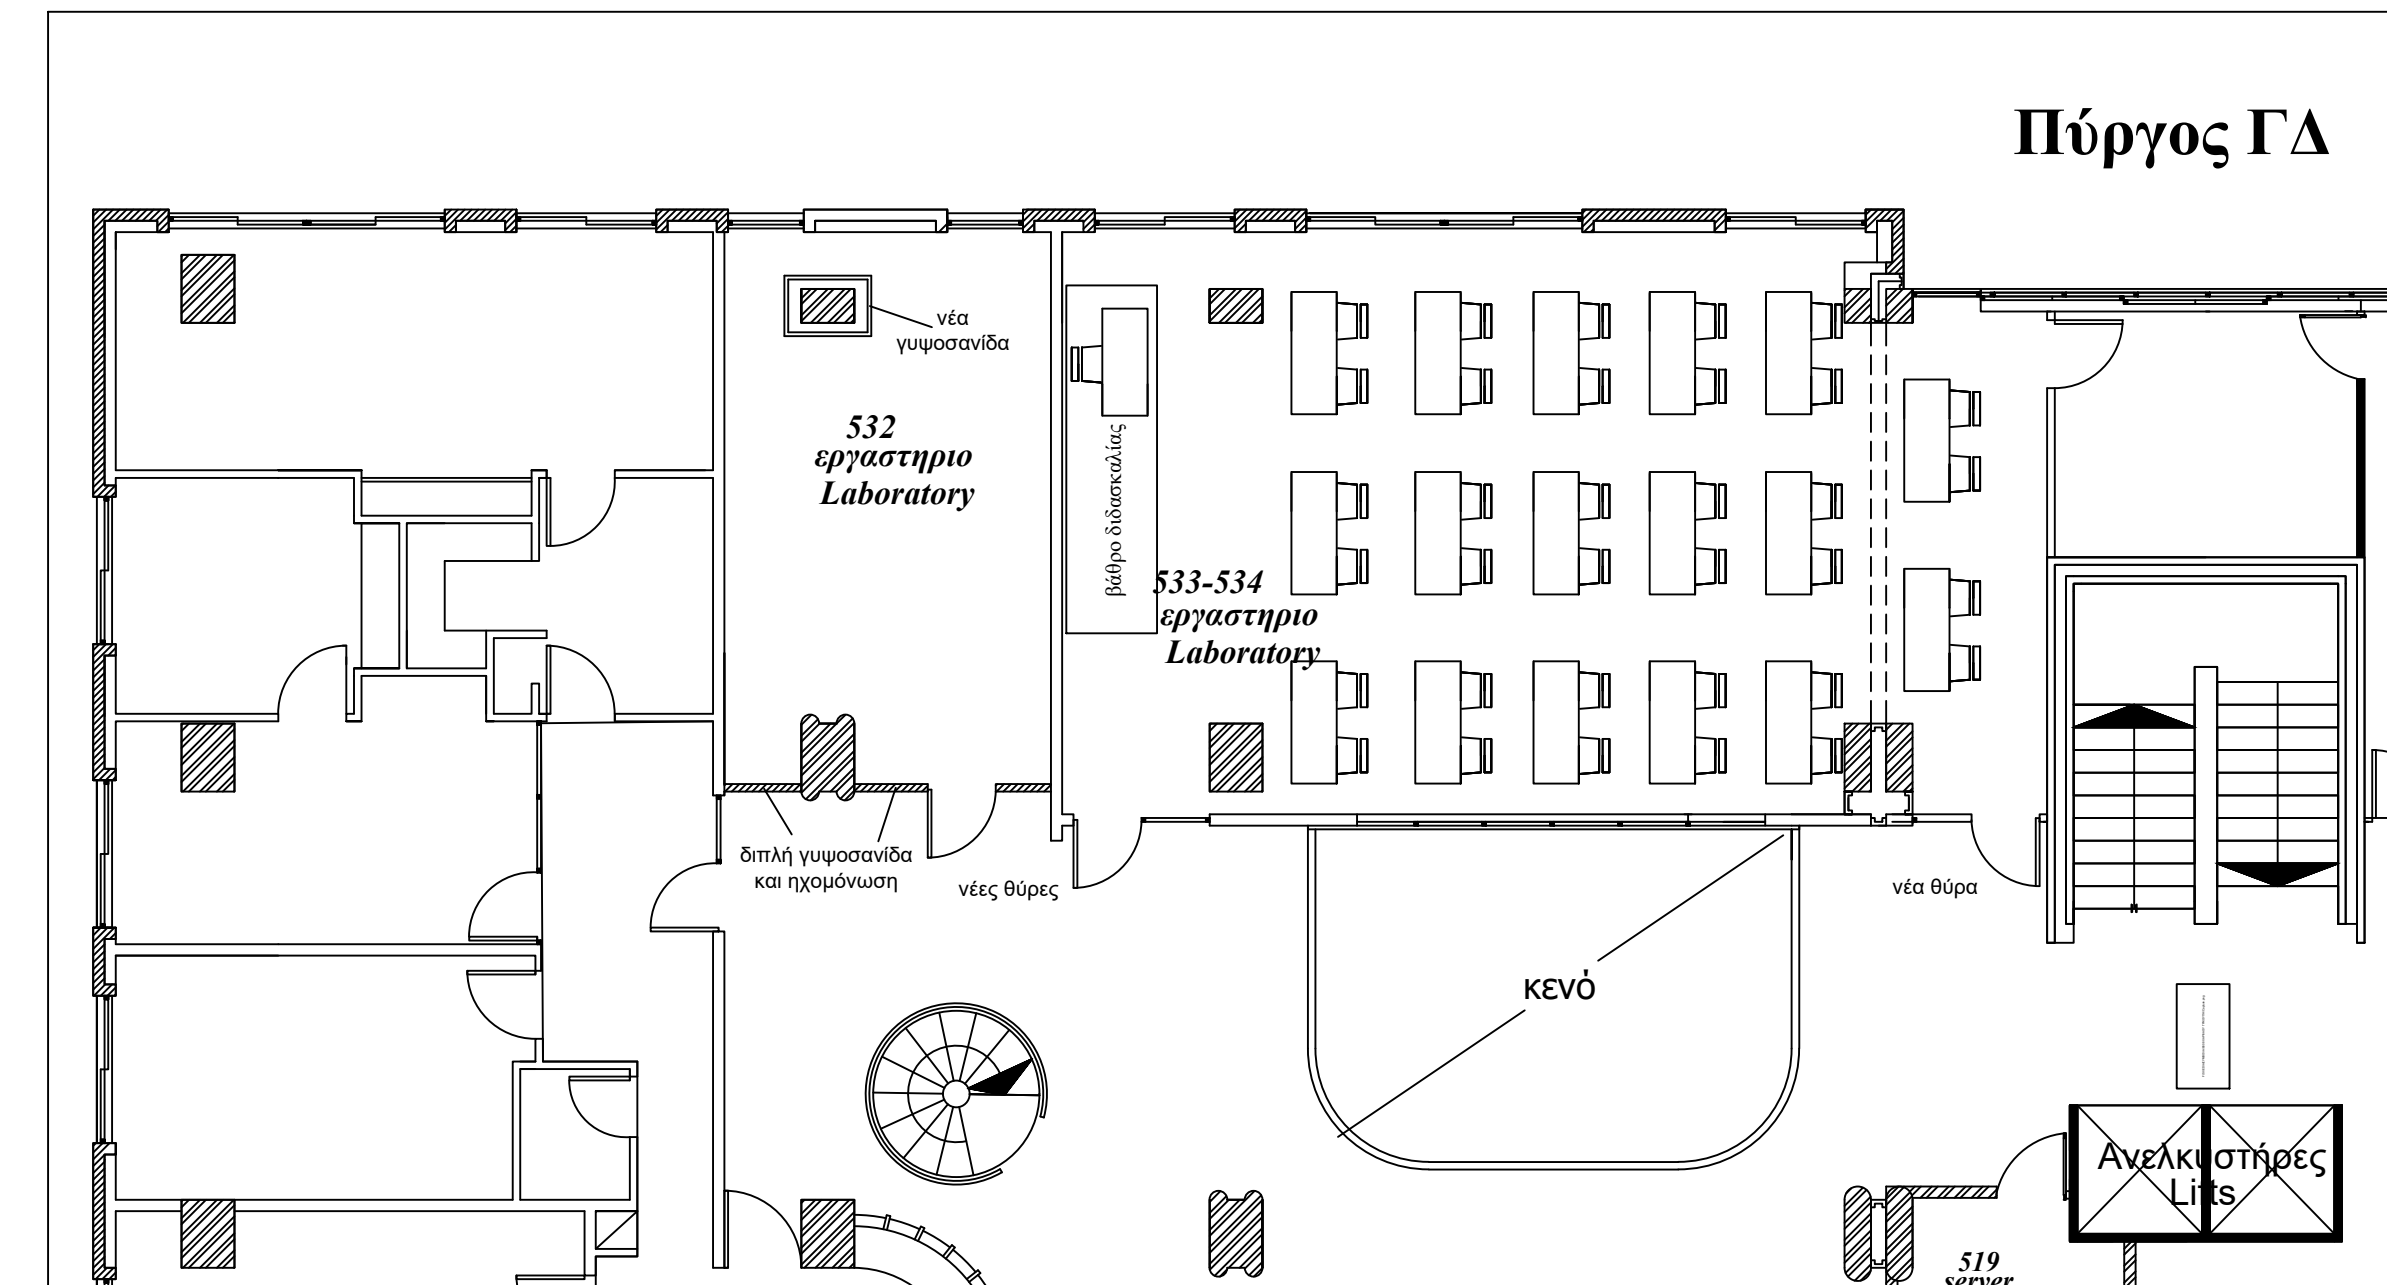 Πύργος ΓΔ
νέα
γυψοσανίδα
532
εργαστηριο
Laboratory
βάθρο διδασκαλίας
533-534
εργαστηριο
Laboratory
διπλή γυψοσανίδα
και ηχομόνωση
νέες θύρες
νέα θύρα
κενό
Ανελκυστήρες
Lifts
519
server